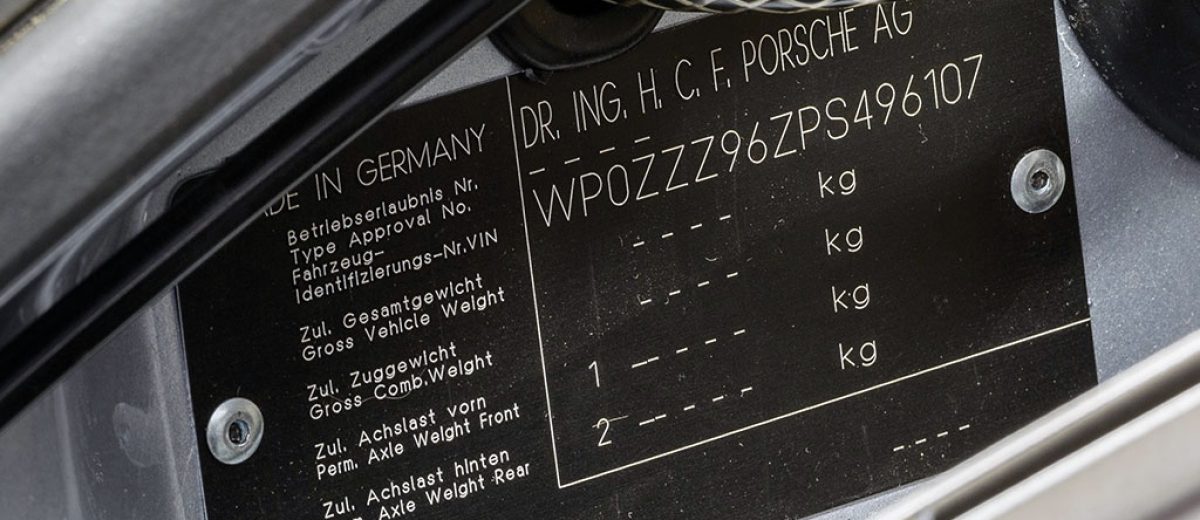 DR. ING. H. C. F. PORSCHE AG
IN GERMANY
- - - - -
Betriebserlaubnis Nr.
Type Approval No.
WP0ZZZ96ZPS496107
Fahrzeug-
Identifizierungs-Nr.VIN
Zul. Gesamtgewicht
Gross Vehicle Weight
- - - - kg
Zul. Zuggewicht
Gross Comb.Weight
- - - - kg
Zul. Achslast vorn
Perm. Axle Weight Front
1 - - - - kg
Zul. Achslast hinten
Axle Weight Rear
2 - - - - - kg
- - - -